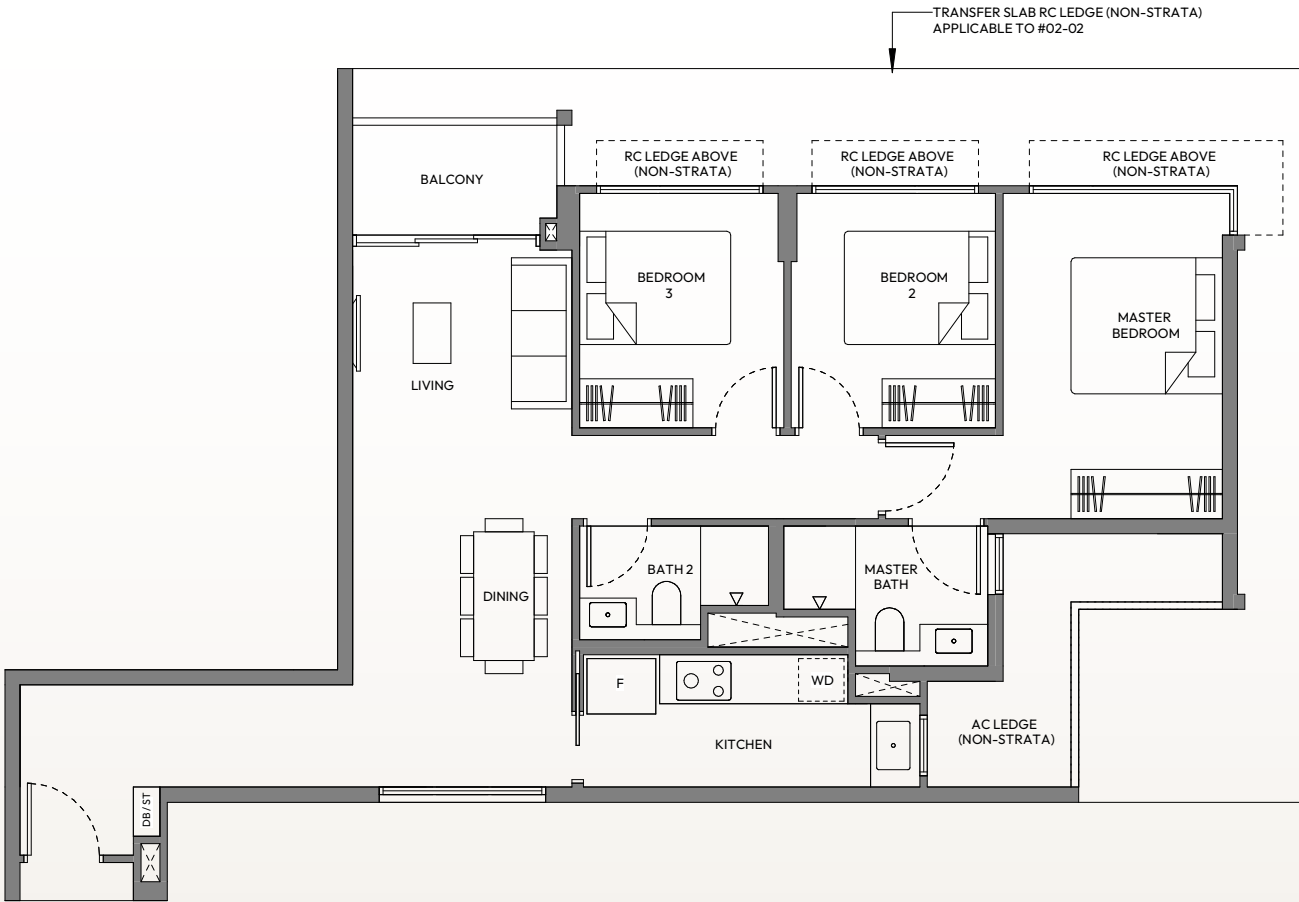 TRANSFER SLAB RC LEDGE (NON-STRATA)
APPLICABLE TO #02-02
RC LEDGE ABOVE
(NON-STRATA)
RC LEDGE ABOVE
(NON-STRATA)
RC LEDGE ABOVE
(NON-STRATA)
BALCONY
BEDROOM
3
BEDROOM
2
MASTER
BEDROOM
LIVING
BATH 2
MASTER
BATH
DINING
F
WD
KITCHEN
AC LEDGE
(NON-STRATA)
DB/ST